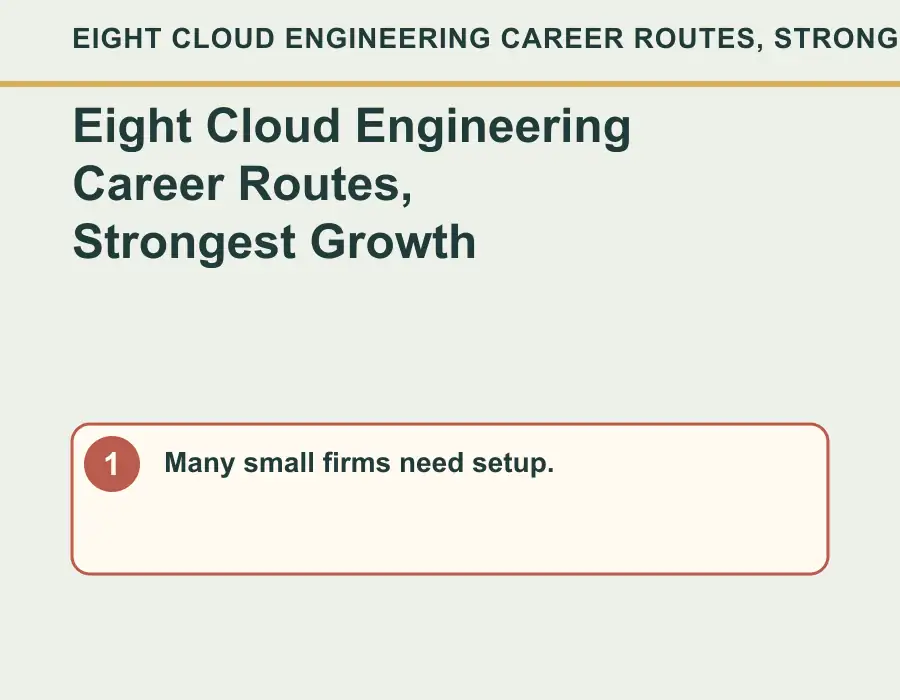 EIGHT CLOUD ENGINEERING CAREER ROUTES, STRONG
Eight Cloud Engineering
Career Routes,
Strongest Growth
1 Many small firms need setup.